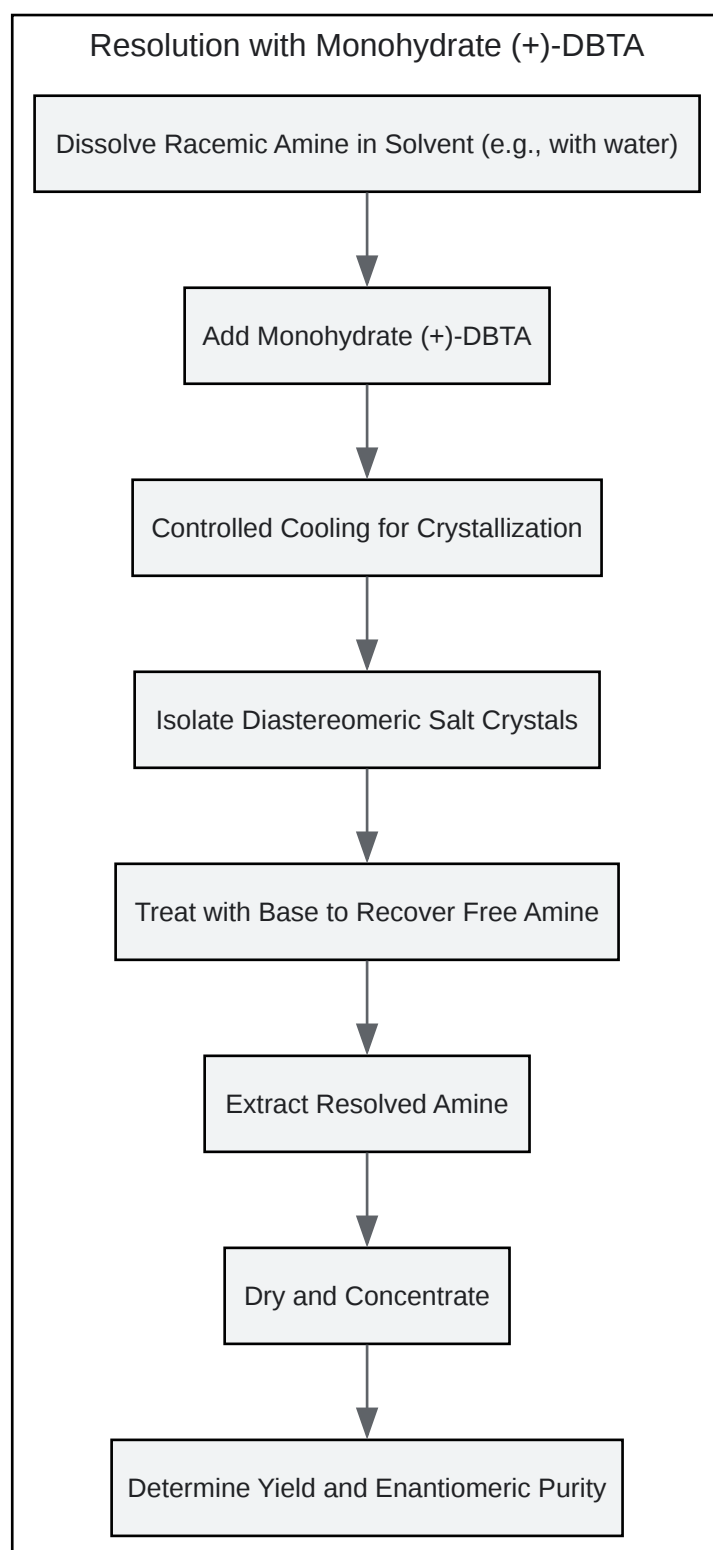 Resolution with Monohydrate (+)-DBTA
Dissolve Racemic Amine in Solvent (e.g., with water)
Add Monohydrate (+)-DBTA
Controlled Cooling for Crystallization
Isolate Diastereomeric Salt Crystals
Treat with Base to Recover Free Amine
Extract Resolved Amine
Dry and Concentrate
Determine Yield and Enantiomeric Purity